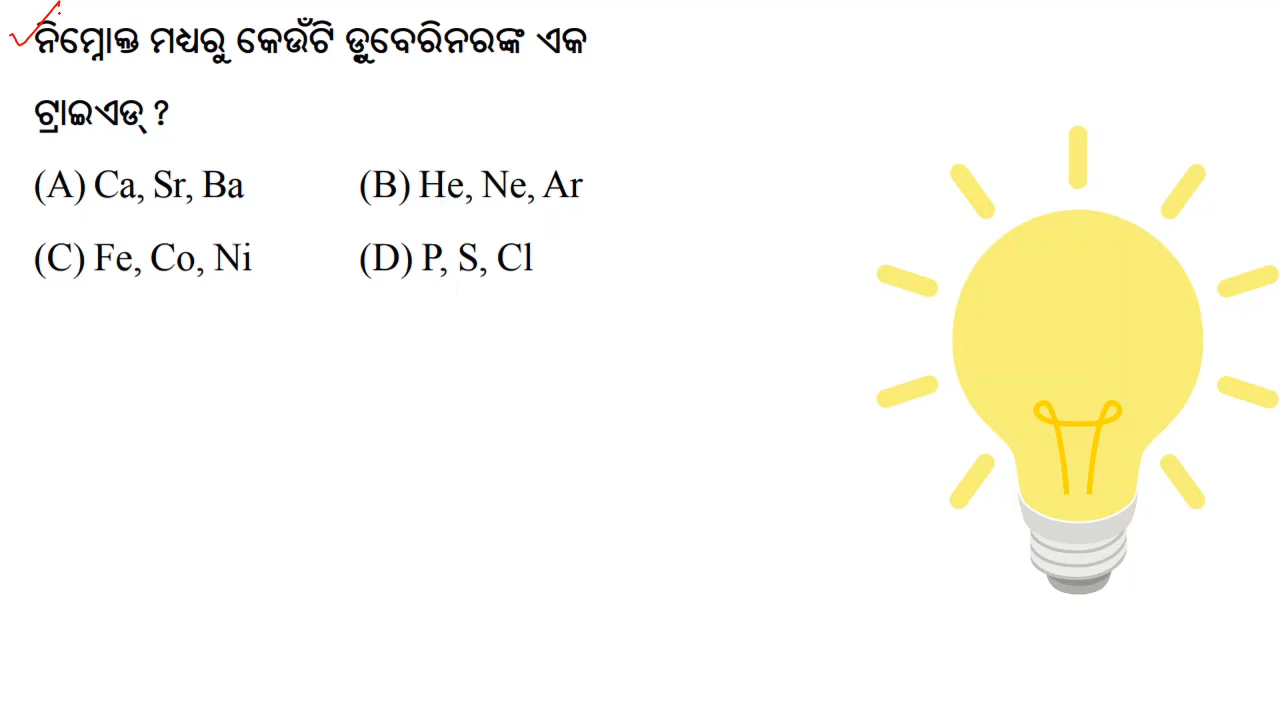 ନିମ୍ନୋକ୍ତ ମଧ୍ୟରୁ କେଉଁଟି ଡୁବେରିନରଙ୍କ ଏକ
ଟ୍ରାଇଏଡ୍ ?
(A) Ca, Sr, Ba (B) He, Ne, Ar
(C) Fe, Co, Ni (D) P, S, Cl